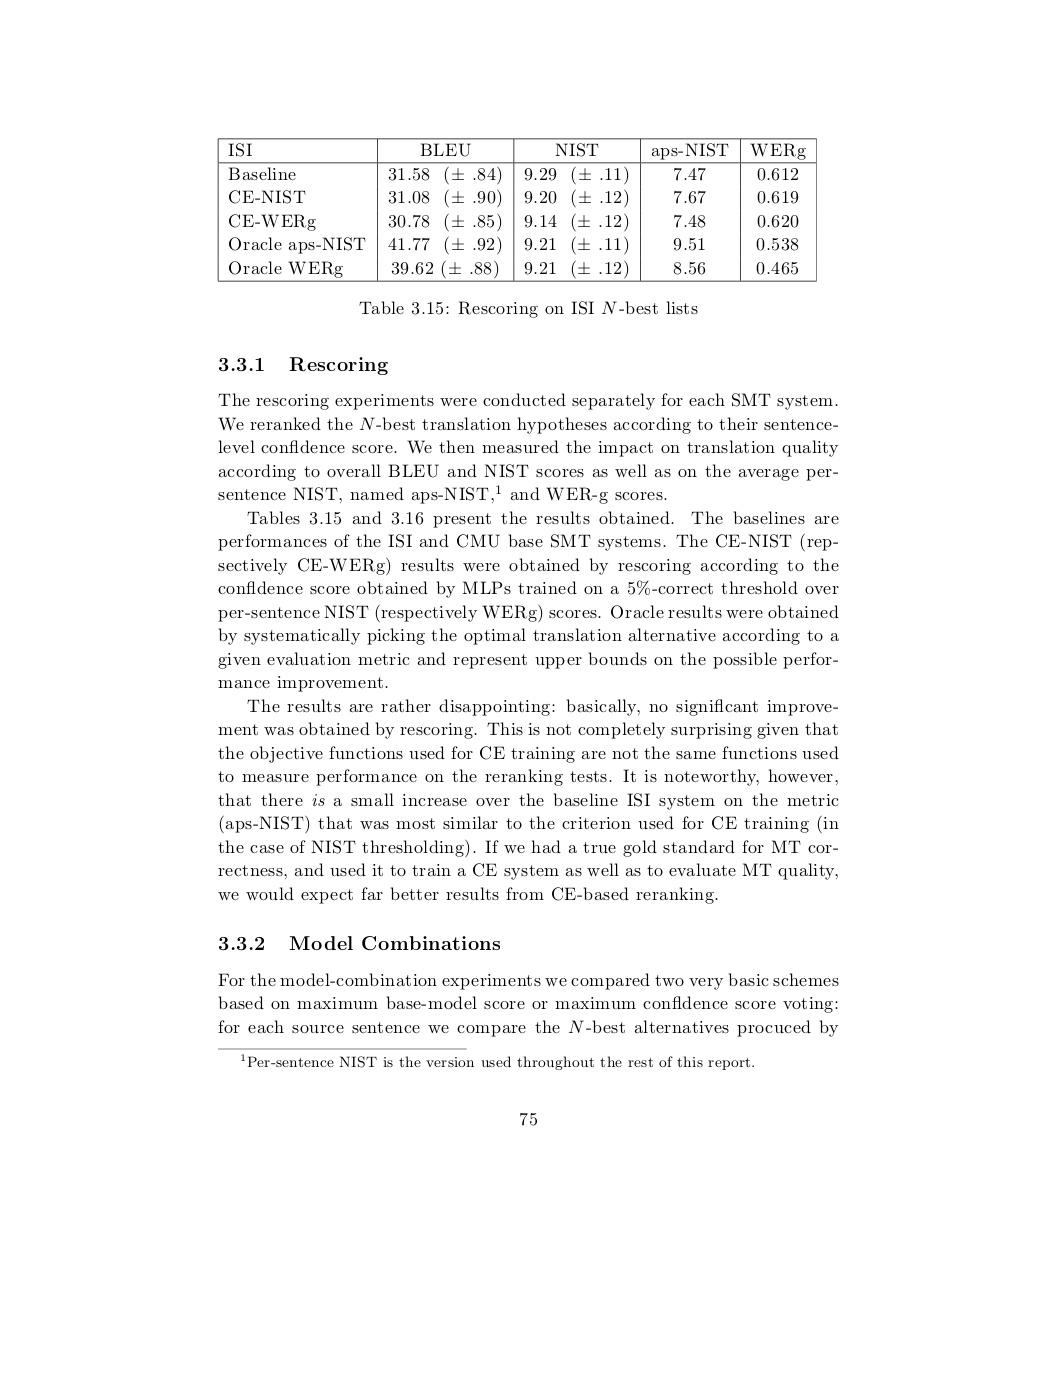 ISI BLEU NIST aps-NIST WERg
Baseline 31.58 (± .84) 9.29 (± .11) 7.47 0.612
CE-NIST 31.08 (± .90) 9.20 (± .12) 7.67 0.619
CE-WERg 30.78 (± .85) 9.14 (± .12) 7.48 0.620
Oracle aps-NIST 41.77 (± .92) 9.21 (± .11) 9.51 0.538
Oracle WERg 39.62 (± .88) 9.21 (± .12) 8.56 0.465
Table 3.15: Rescoring on ISI N-best lists
3.3.1 Rescoring
The rescoring experiments were conducted separately for each SMT system.
We reranked the N-best translation hypotheses according to their sentence-
level confidence score. We then measured the impact on translation quality
according to overall BLEU and NIST scores as well as on the average per-
sentence NIST, named aps-NIST,1 and WER-g scores.
Tables 3.15 and 3.16 present the results obtained. The baselines are
performances of the ISI and CMU base SMT systems. The CE-NIST (rep-
sectively CE-WERg) results were obtained by rescoring according to the
confidence score obtained by MLPs trained on a 5%-correct threshold over
per-sentence NIST (respectively WERg) scores. Oracle results were obtained
by systematically picking the optimal translation alternative according to a
given evaluation metric and represent upper bounds on the possible perfor-
mance improvement.
The results are rather disappointing: basically, no significant improve-
ment was obtained by rescoring. This is not completely surprising given that
the objective functions used for CE training are not the same functions used
to measure performance on the reranking tests. It is noteworthy, however,
that there is a small increase over the baseline ISI system on the metric
(aps-NIST) that was most similar to the criterion used for CE training (in
the case of NIST thresholding). If we had a true gold standard for MT cor-
rectness, and used it to train a CE system as well as to evaluate MT quality,
we would expect far better results from CE-based reranking.
3.3.2 Model Combinations
For the model-combination experiments we compared two very basic schemes
based on maximum base-model score or maximum confidence score voting:
for each source sentence we compare the N-best alternatives procuced by
1Per-sentence NIST is the version used throughout the rest of this report.
75